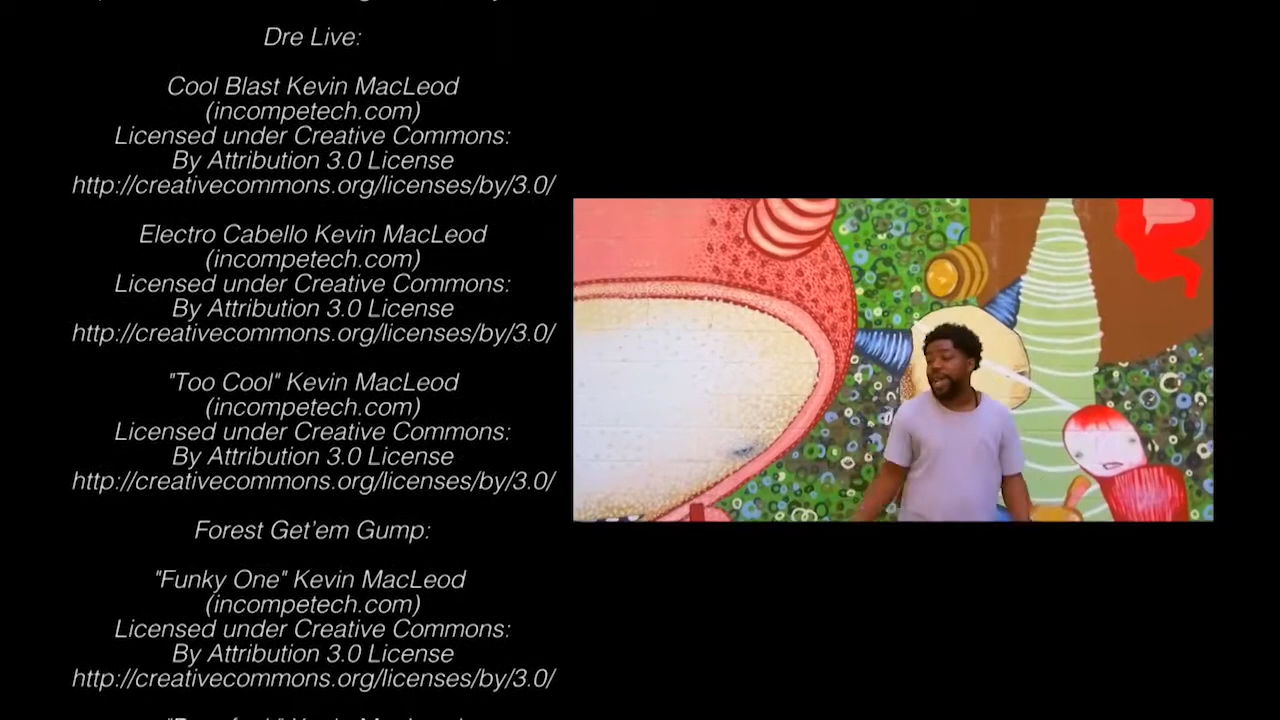 Dre Live:
Cool Blast Kevin MacLeod
(incompetech.com)
Licensed under Creative Commons:
By Attribution 3.0 License
http://creativecommons.org/licenses/by/3.0/
Electro Cabello Kevin MacLeod
(incompetech.com)
Licensed under Creative Commons:
By Attribution 3.0 License
http://creativecommons.org/licenses/by/3.0/
"Too Cool" Kevin MacLeod
(incompetech.com)
Licensed under Creative Commons:
By Attribution 3.0 License
http://creativecommons.org/licenses/by/3.0/
Forest Get'em Gump:
"Funky One" Kevin MacLeod
(incompetech.com)
Licensed under Creative Commons:
By Attribution 3.0 License
http://creativecommons.org/licenses/by/3.0/